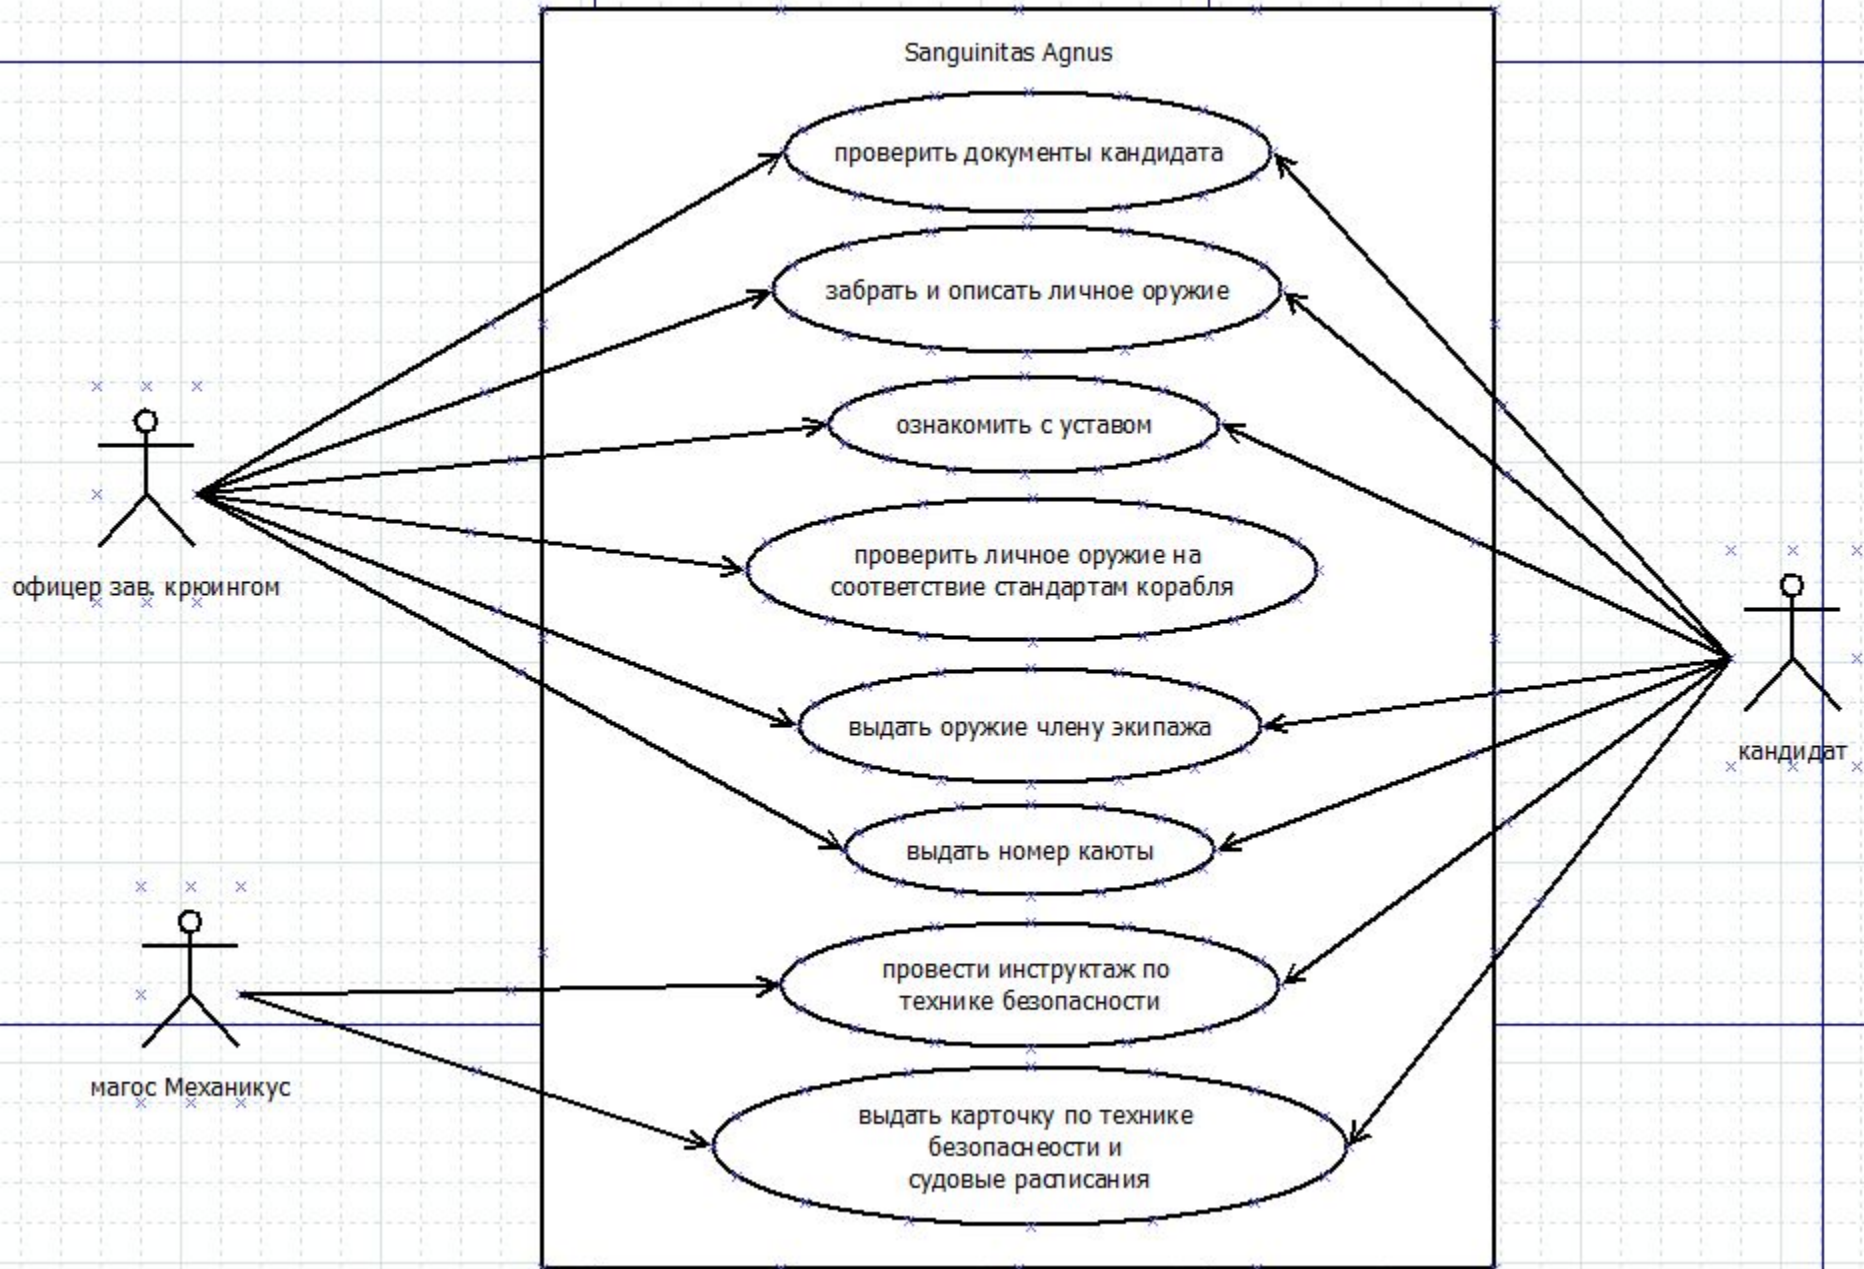 Sanguinitas Agnus
проверить документы кандидата
забрать и описать личное оружие
ознакомить с уставом
проверить личное оружие на
соответствие стандартам корабля
офицер зав. крюингом
выдать оружие члену экипажа
кандидат
выдать номер каюты
провести инструктаж по
технике безопасности
магос Механикус
выдать карточку по технике
безопаснеости и
судовые расписания